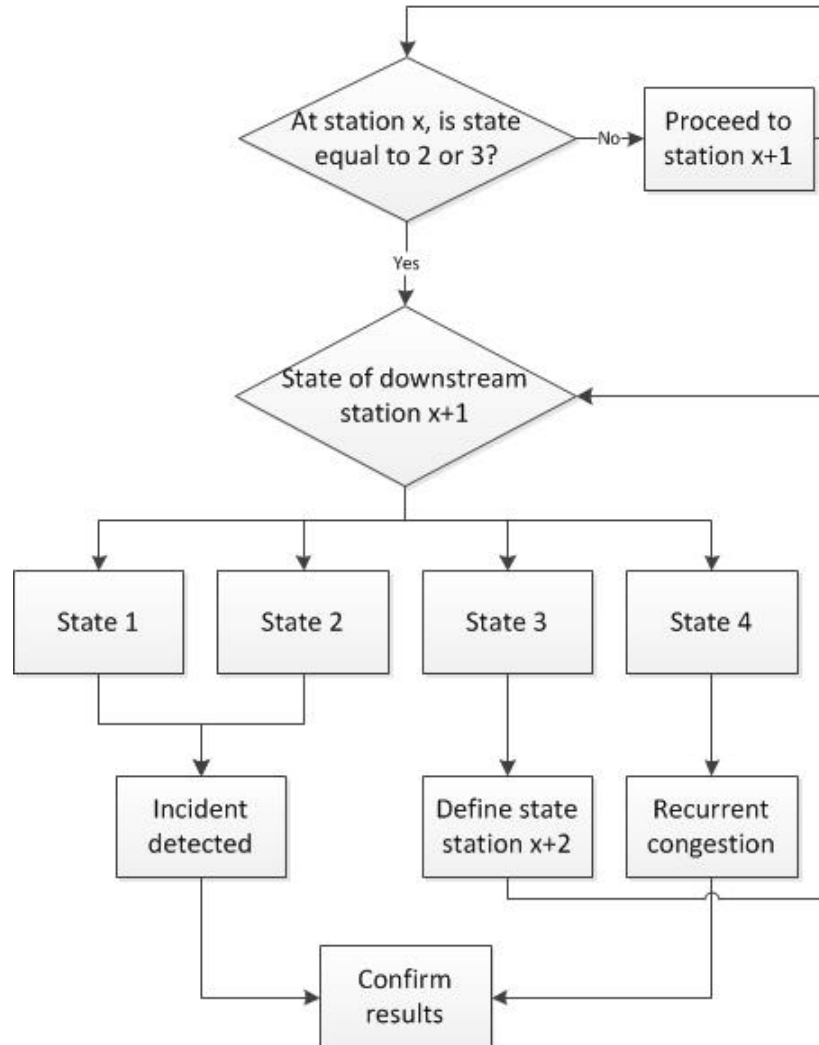 At station x, is state
equal to 2 or 3?
No
Proceed to
station x+1
Yes
State of downstream
station x+1
State 1
State 2
State 3
State 4
Incident
detected
Define state
station x+2
Recurrent
congestion
Confirm
results